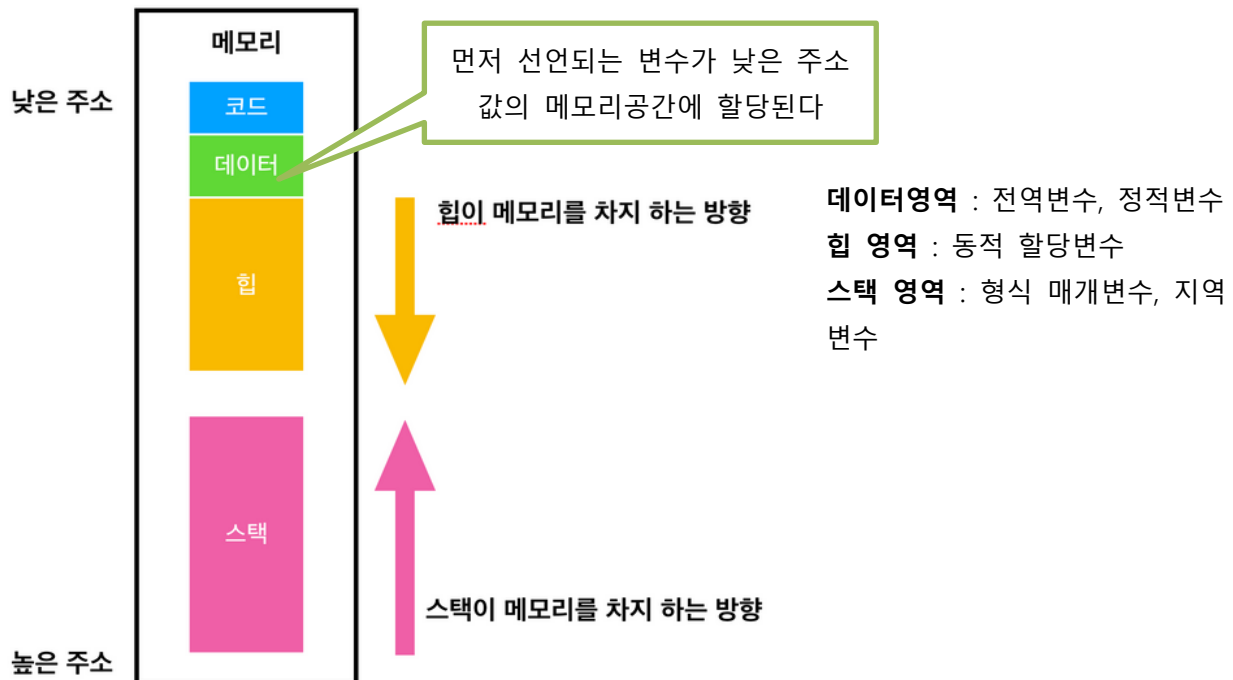 메모리
먼저 선언되는 변수가 낮은 주소
값의 메모리공간에 할당된다
낮은 주소
코드
데이터
힙이 메모리를 차지 하는 방향
데이터영역 : 전역변수, 정적변수
힙 영역 : 동적 할당변수
스택 영역 : 형식 매개변수, 지역
변수
힙
스택
스택이 메모리를 차지 하는 방향
높은 주소